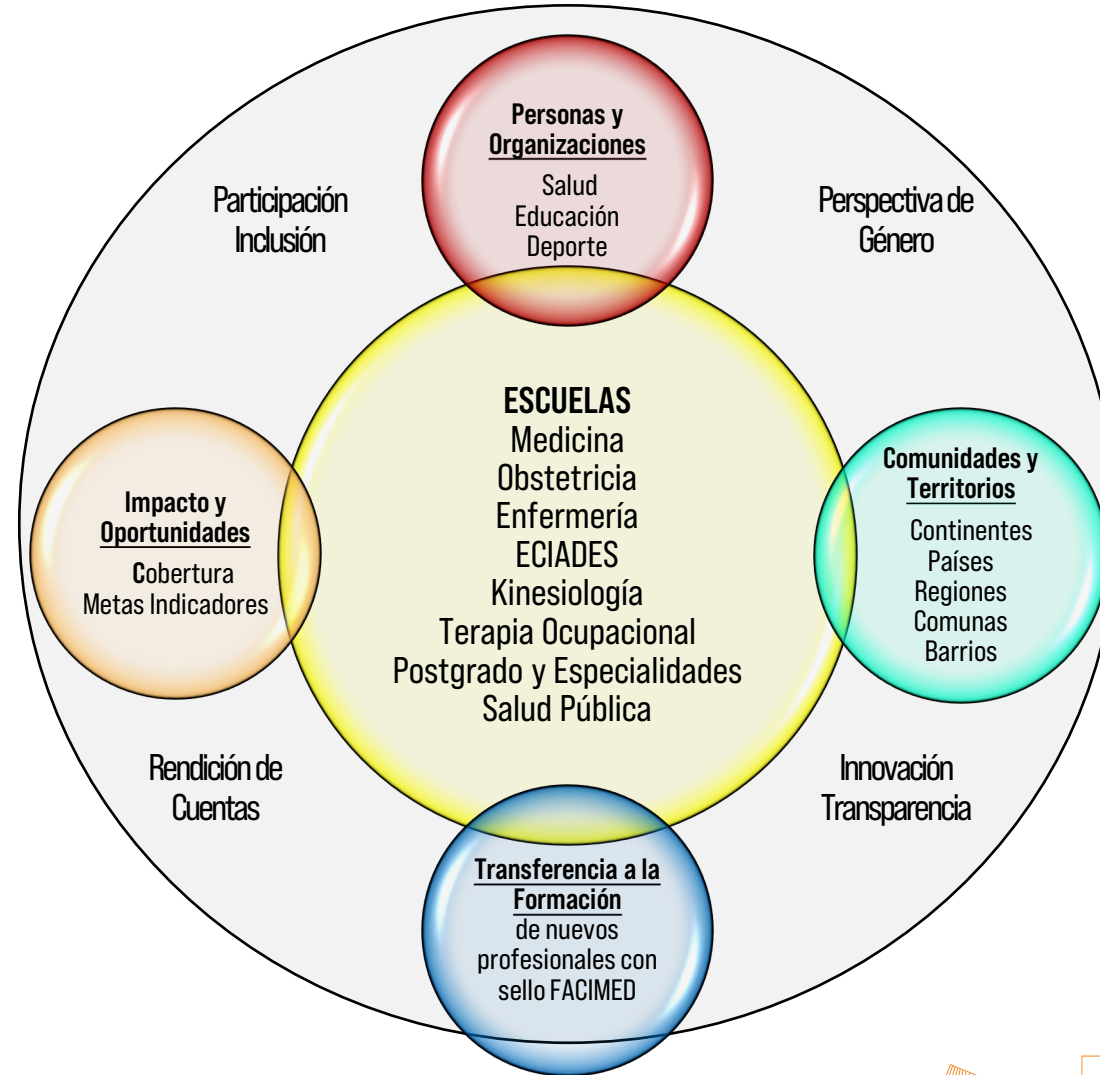 Personas y
Organizaciones
Salud
Educación
Deporte
Participación
Inclusión
Perspectiva de
Género
ESCUELAS
Medicina
Obstetricia
Enfermería
ECIADES
Kinesiología
Terapia Ocupacional
Postgrado y Especialidades
Salud Pública
Impacto y
Oportunidades
Cobertura
Metas Indicadores
Comunidades y
Territorios
Continentes
Países
Regiones
Comunas
Barrios
Rendición de
Cuentas
Innovación
Transparencia
Transferencia a la
Formación
de nuevos
profesionales con
sello FACIMED